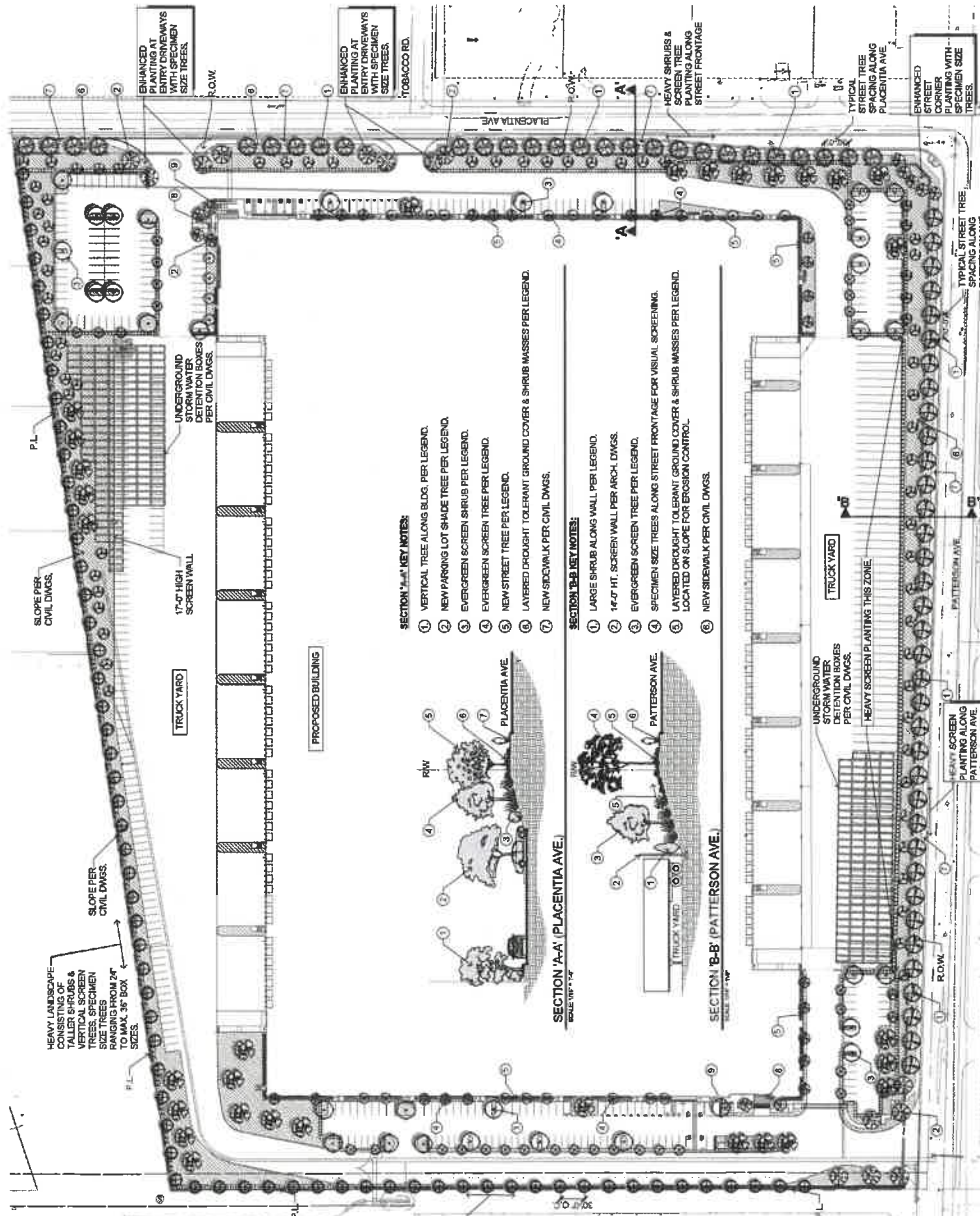 ENHANCED
PLANTING AT
ENTRY DRIVEWAYS
WITH SPECIMEN
SIZE TREES.
R.O.W.
ENHANCED
PLANTING AT
ENTRY DRIVEWAYS
WITH SPECIMEN
SIZE TREES.
TOBACCO RD.
PLACENTIA AVE
R.O.W.
HEAVY SHRUBS &
SCREEN TREE
PLANTING ALONG
STREET FRONTAGE
'A'
'A'
TYPICAL
STREET TREE
SPACING ALONG
PLACENTIA AVE.
ENHANCED
STREET
CORNER
PLANTING WITH
SPECIMEN SIZE
TREES.
TYPICAL STREET TREE
SPACING ALONG
P.L.
SLOPE PER
CIVIL DWGS.
UNDERGROUND
STORM WATER
DETENTION BOXES
PER CIVIL DWGS.
17'-0" HIGH
SCREEN WALL
TRUCK YARD
SLOPE PER
CIVIL DWGS.
HEAVY LANDSCAPE
CONSISTING OF
TALLER SHRUBS &
VERTICAL SCREEN
TREES, SPECIMEN
SIZE TREES
RANGING FROM 24"
TO MAX. 36" BOX
SIZES.
P.L.
PROPOSED BUILDING
SECTION 'A-A' KEY NOTES:
1 VERTICAL TREE ALONG BLDG. PER LEGEND.
2 NEW PARKING LOT SHADE TREE PER LEGEND.
3 EVERGREEN SCREEN SHRUB PER LEGEND.
4 EVERGREEN SCREEN TREE PER LEGEND.
5 NEW STREET TREE PER LEGEND.
6 LAYERED DROUGHT TOLERANT GROUND COVER & SHRUB MASSES PER LEGEND.
7 NEW SIDEWALK PER CIVIL DWGS.
R/W
PLACENTIA AVE.
SECTION 'A-A' (PLACENTIA AVE.)
SECTION 'B-B' KEY NOTES:
1 LARGE SHRUB ALONG WALL PER LEGEND.
2 14'-0" HT. SCREEN WALL PER ARCH. DWGS.
3 EVERGREEN SCREEN TREE PER LEGEND.
4 SPECIMEN SIZE TREES ALONG STREET FRONTAGE FOR VISUAL SCREENING.
5 LAYERED DROUGHT TOLERANT GROUND COVER & SHRUB MASSES PER LEGEND.
LOCATED ON SLOPE FOR EROSION CONTROL.
6 NEW SIDEWALK PER CIVIL DWGS.
R/W
PATTERSON AVE.
TRUCK YARD
SECTION 'B-B' (PATTERSON AVE.)
'B'
'B'
TRUCK YARD
HEAVY SCREEN PLANTING THIS ZONE.
UNDERGROUND
STORM WATER
DETENTION BOXES
PER CIVIL DWGS.
PATTERSON AVE.
HEAVY SCREEN
PLANTING ALONG
PATTERSON AVE.
R.O.W.